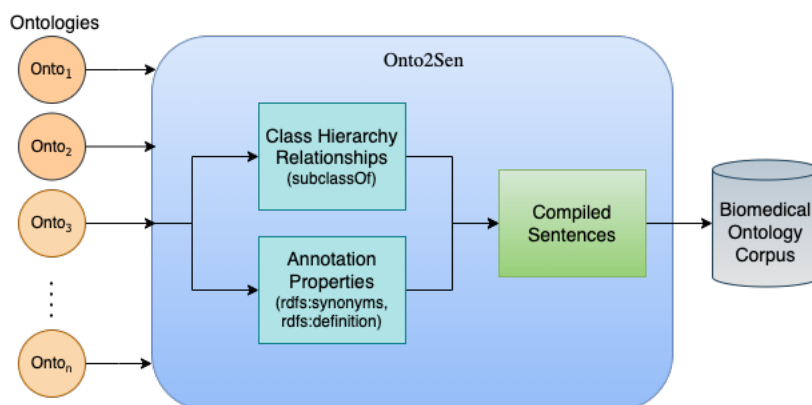 Ontologies
Onto1
Onto2
Onto3
Onton
Onto2Sen
Class Hierarchy
Relationships
(subclassOf)
Annotation
Properties
(rdfs:synonyms,
rdfs:definition)
Compiled
Sentences
Biomedical
Ontology
Corpus